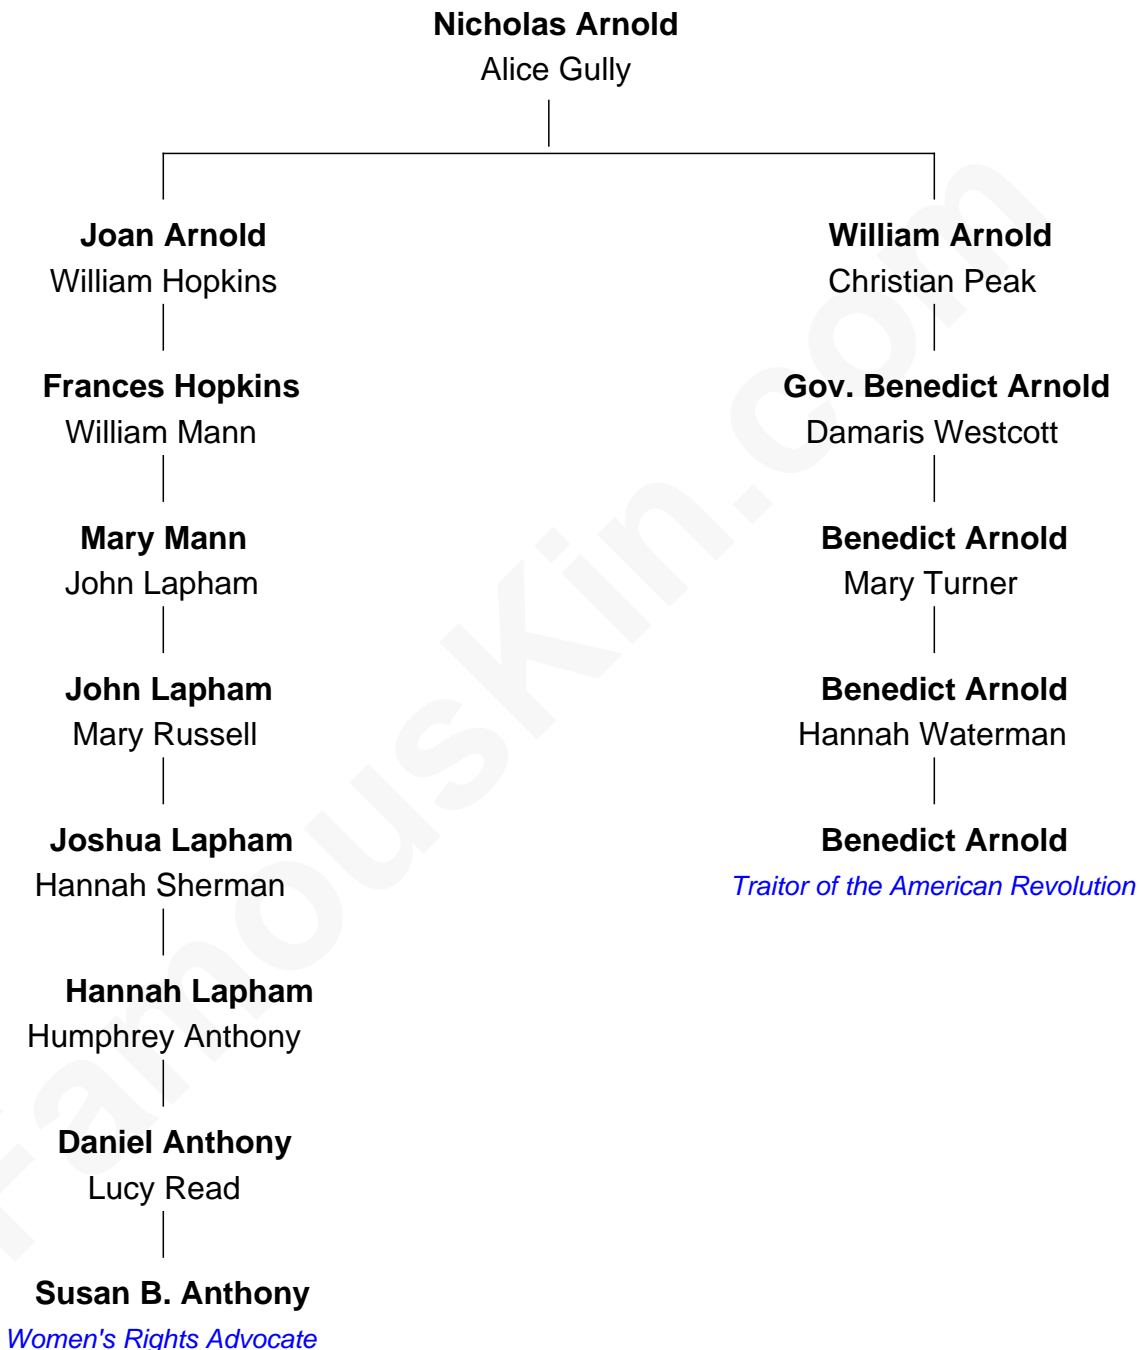 Nicholas Arnold
Alice Gully
Joan Arnold
William Hopkins
William Arnold
Christian Peak
Frances Hopkins
William Mann
Gov. Benedict Arnold
Damaris Westcott
Mary Mann
John Lapham
Benedict Arnold
Mary Turner
John Lapham
Mary Russell
Benedict Arnold
Hannah Waterman
Joshua Lapham
Hannah Sherman
Benedict Arnold
Traitor of the American Revolution
Hannah Lapham
Humphrey Anthony
Daniel Anthony
Lucy Read
Susan B. Anthony
Women's Rights Advocate
FamousKin.com